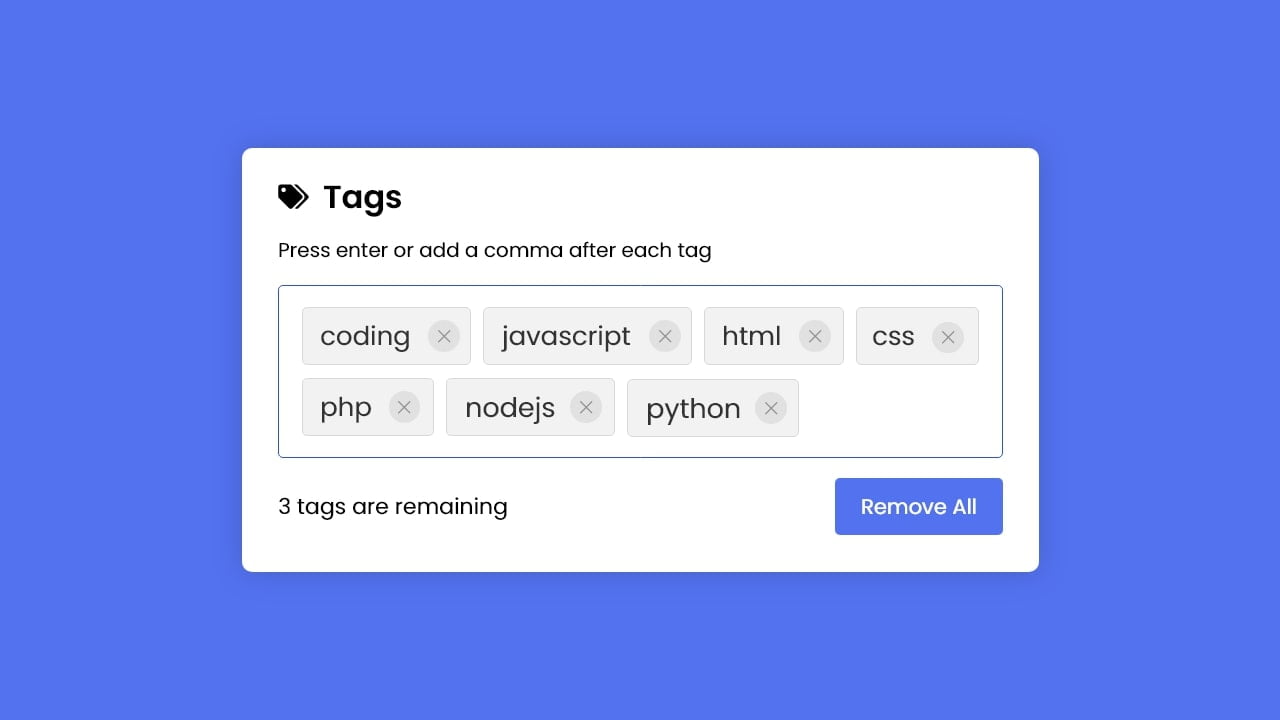 Tags
Press enter or add a comma after each tag
coding javascript html css
php nodejs python
3 tags are remaining Remove All